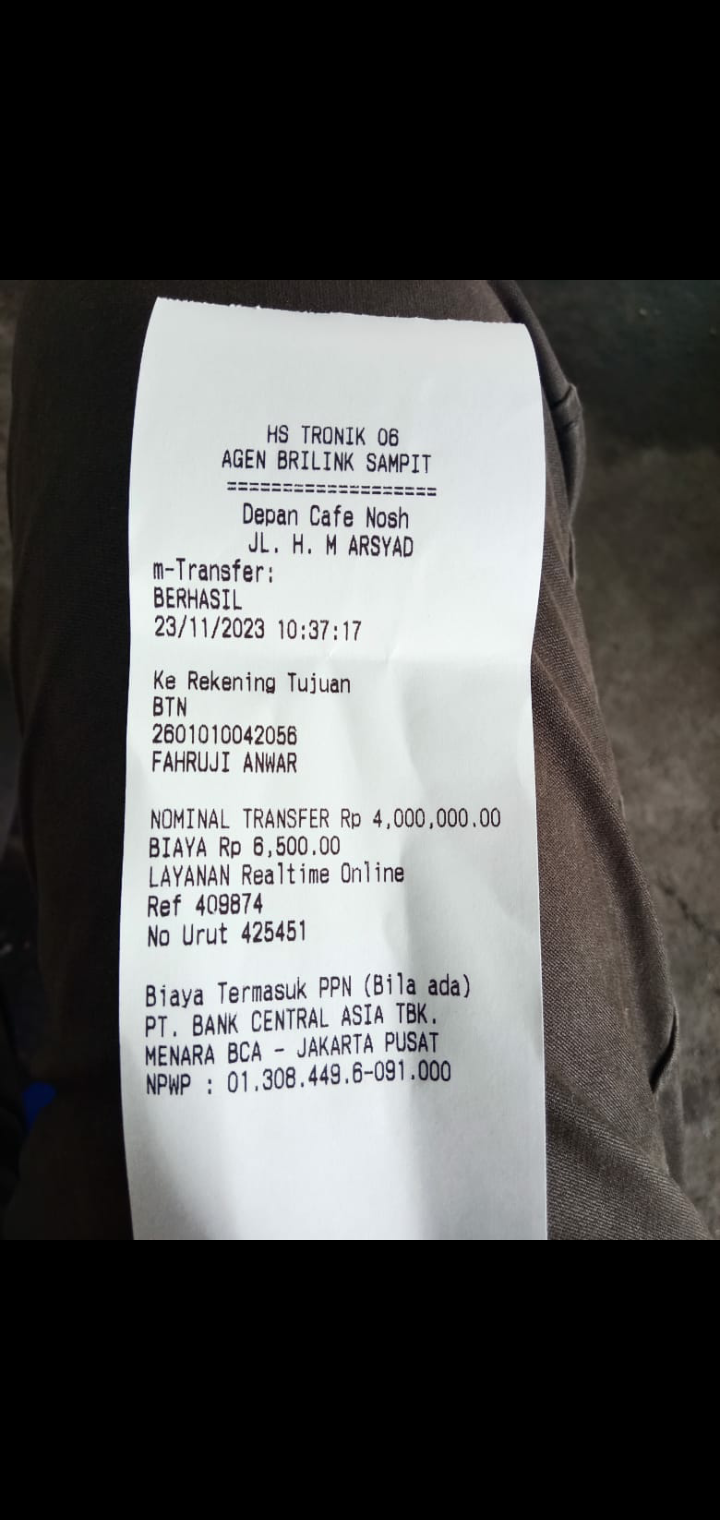 HS TRONIK 06
AGEN BRILINK SAMPIT
===================
Depan Cafe Nosh
JL. H. M ARSYAD
m-Transfer:
BERHASIL
23/11/2023 10:37:17
Ke Rekening Tujuan
BTN
2601010042056
FAHRUJI ANWAR
NOMINAL TRANSFER Rp 4,000,000.00
BIAYA Rp 6,500.00
LAYANAN Realtime Online
Ref 409874
No Urut 425451
Biaya Termasuk PPN (Bila ada)
PT. BANK CENTRAL ASIA TBK.
MENARA BCA - JAKARTA PUSAT
NPWP : 01.308.449.6-091.000